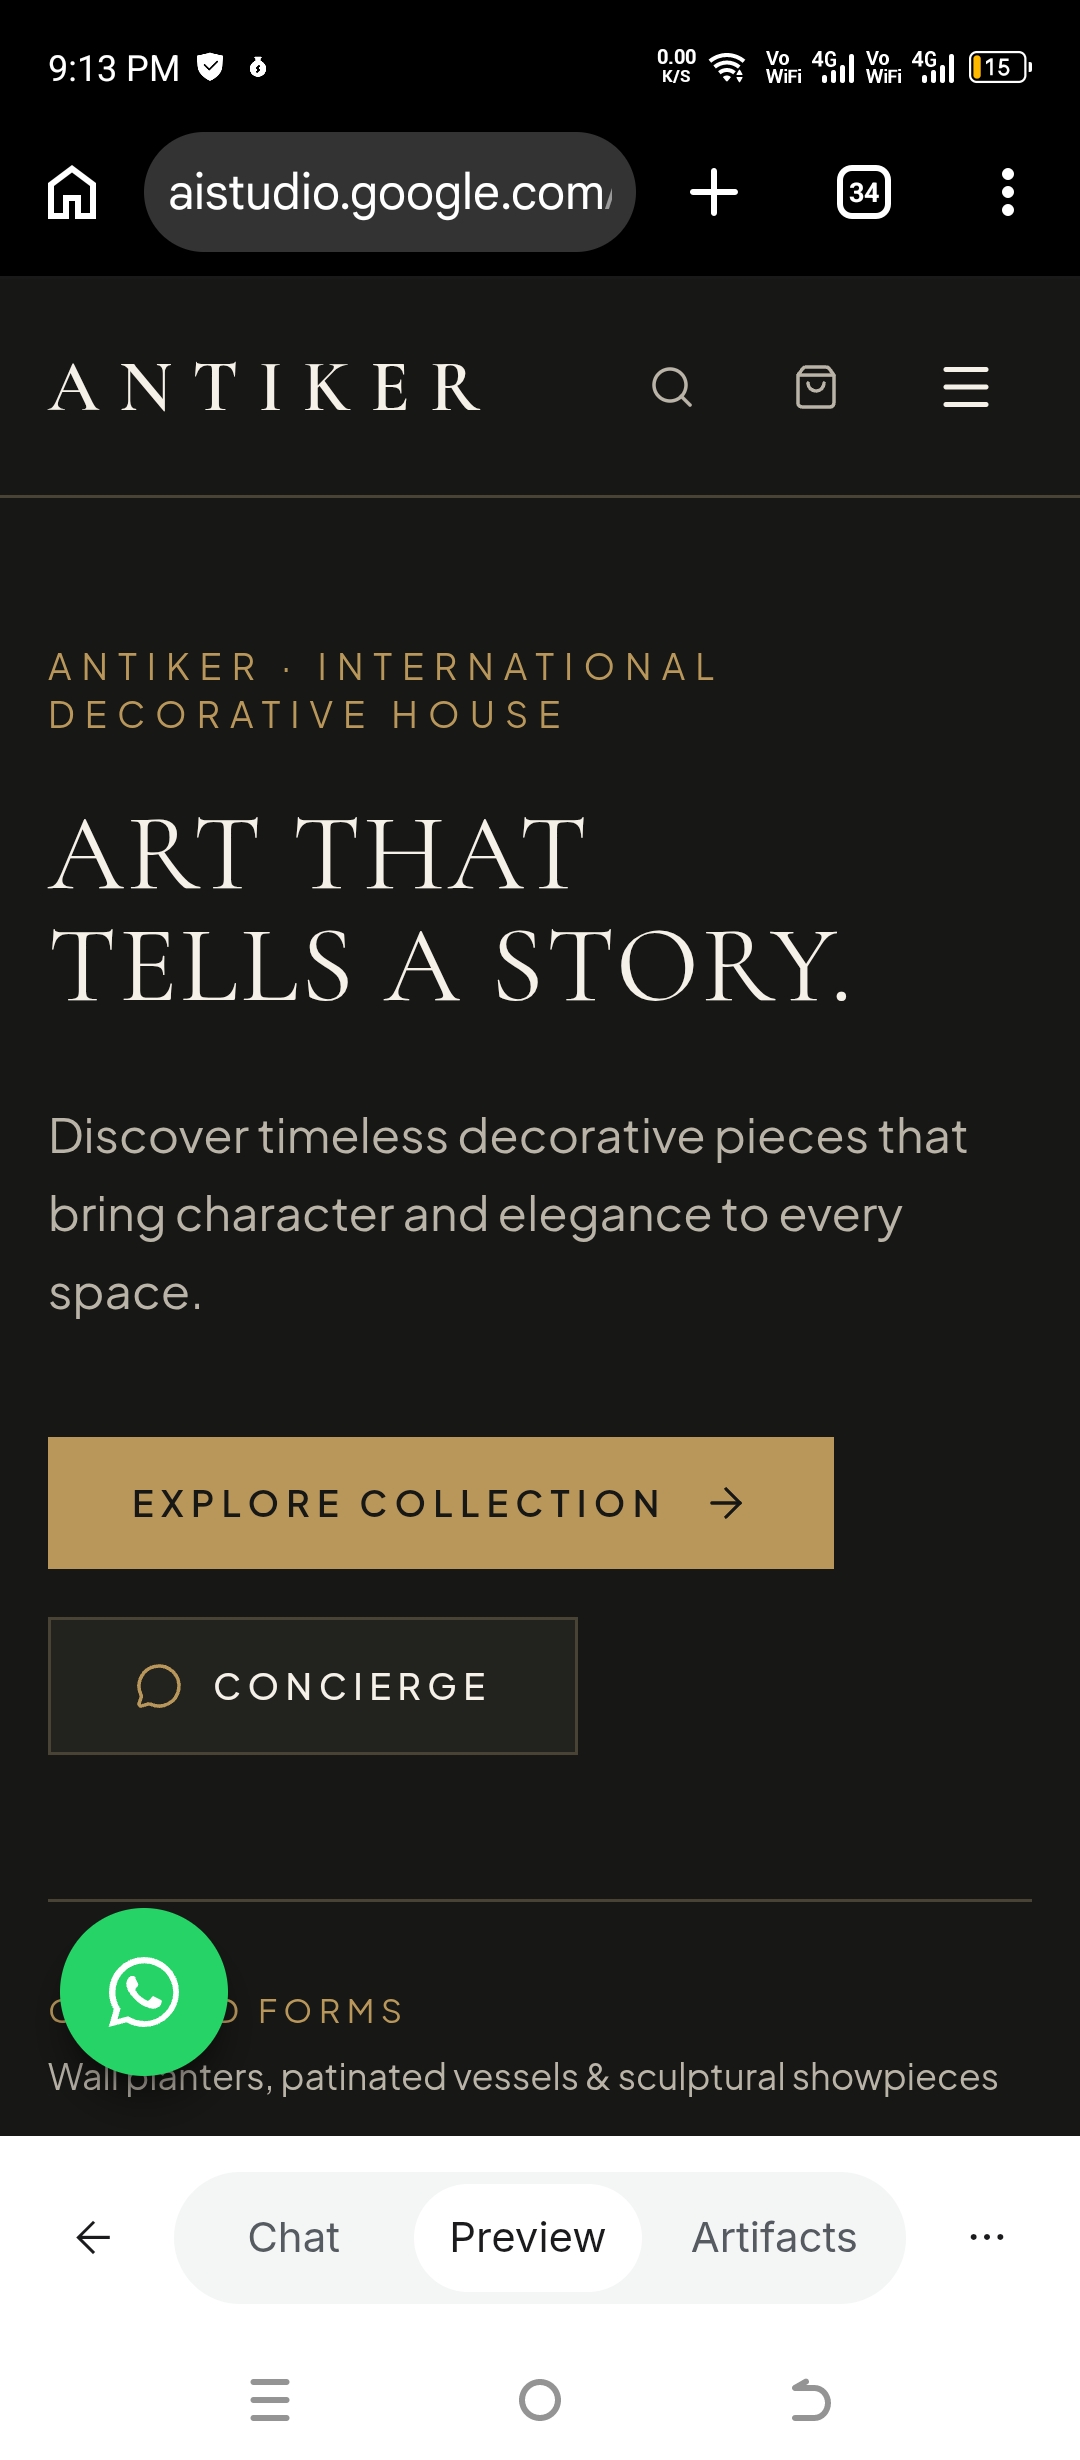 9:13 PM
0.00 K/S Vo WiFi 4G Vo WiFi 4G 15
aistudio.google.com/
34
ANTIKER
ANTIKER · INTERNATIONAL
DECORATIVE HOUSE
ART THAT
TELLS A STORY.
Discover timeless decorative pieces that
bring character and elegance to every
space.
EXPLORE COLLECTION
CONCIERGE
FORMS
Wall planters, patinated vessels & sculptural showpieces
Chat Preview Artifacts